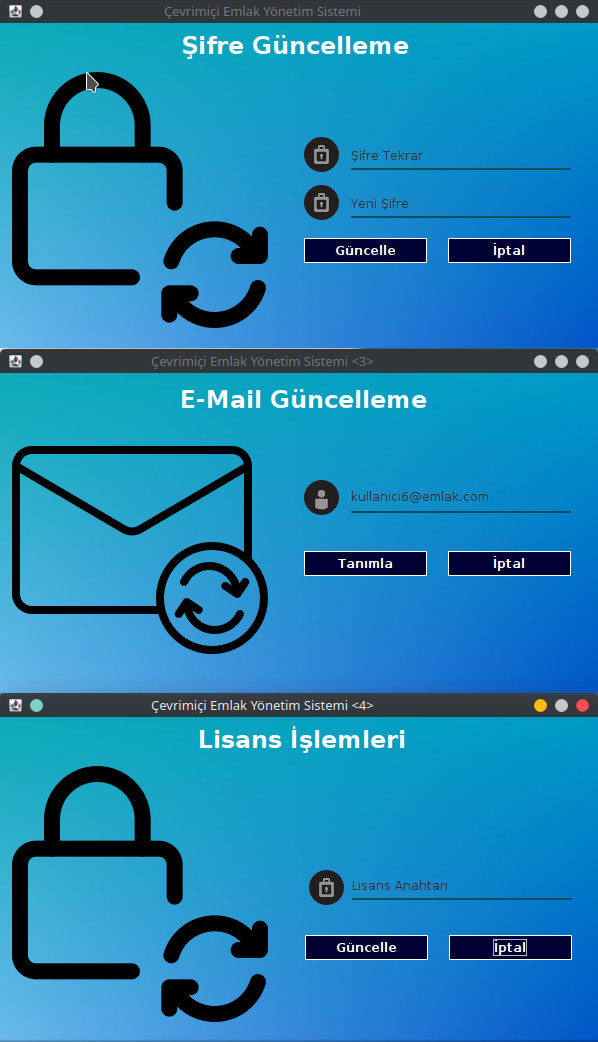 Çevrimiçi Emlak Yönetim Sistemi
Şifre Güncelleme
Şifre Tekrar
Yeni Şifre
Güncelle
İptal
Çevrimiçi Emlak Yönetim Sistemi <3>
E-Mail Güncelleme
kullanici6@emlak.com
Tanımla
İptal
Çevrimiçi Emlak Yönetim Sistemi <4>
Lisans İşlemleri
Lisans Anahtarı
Güncelle
İptal